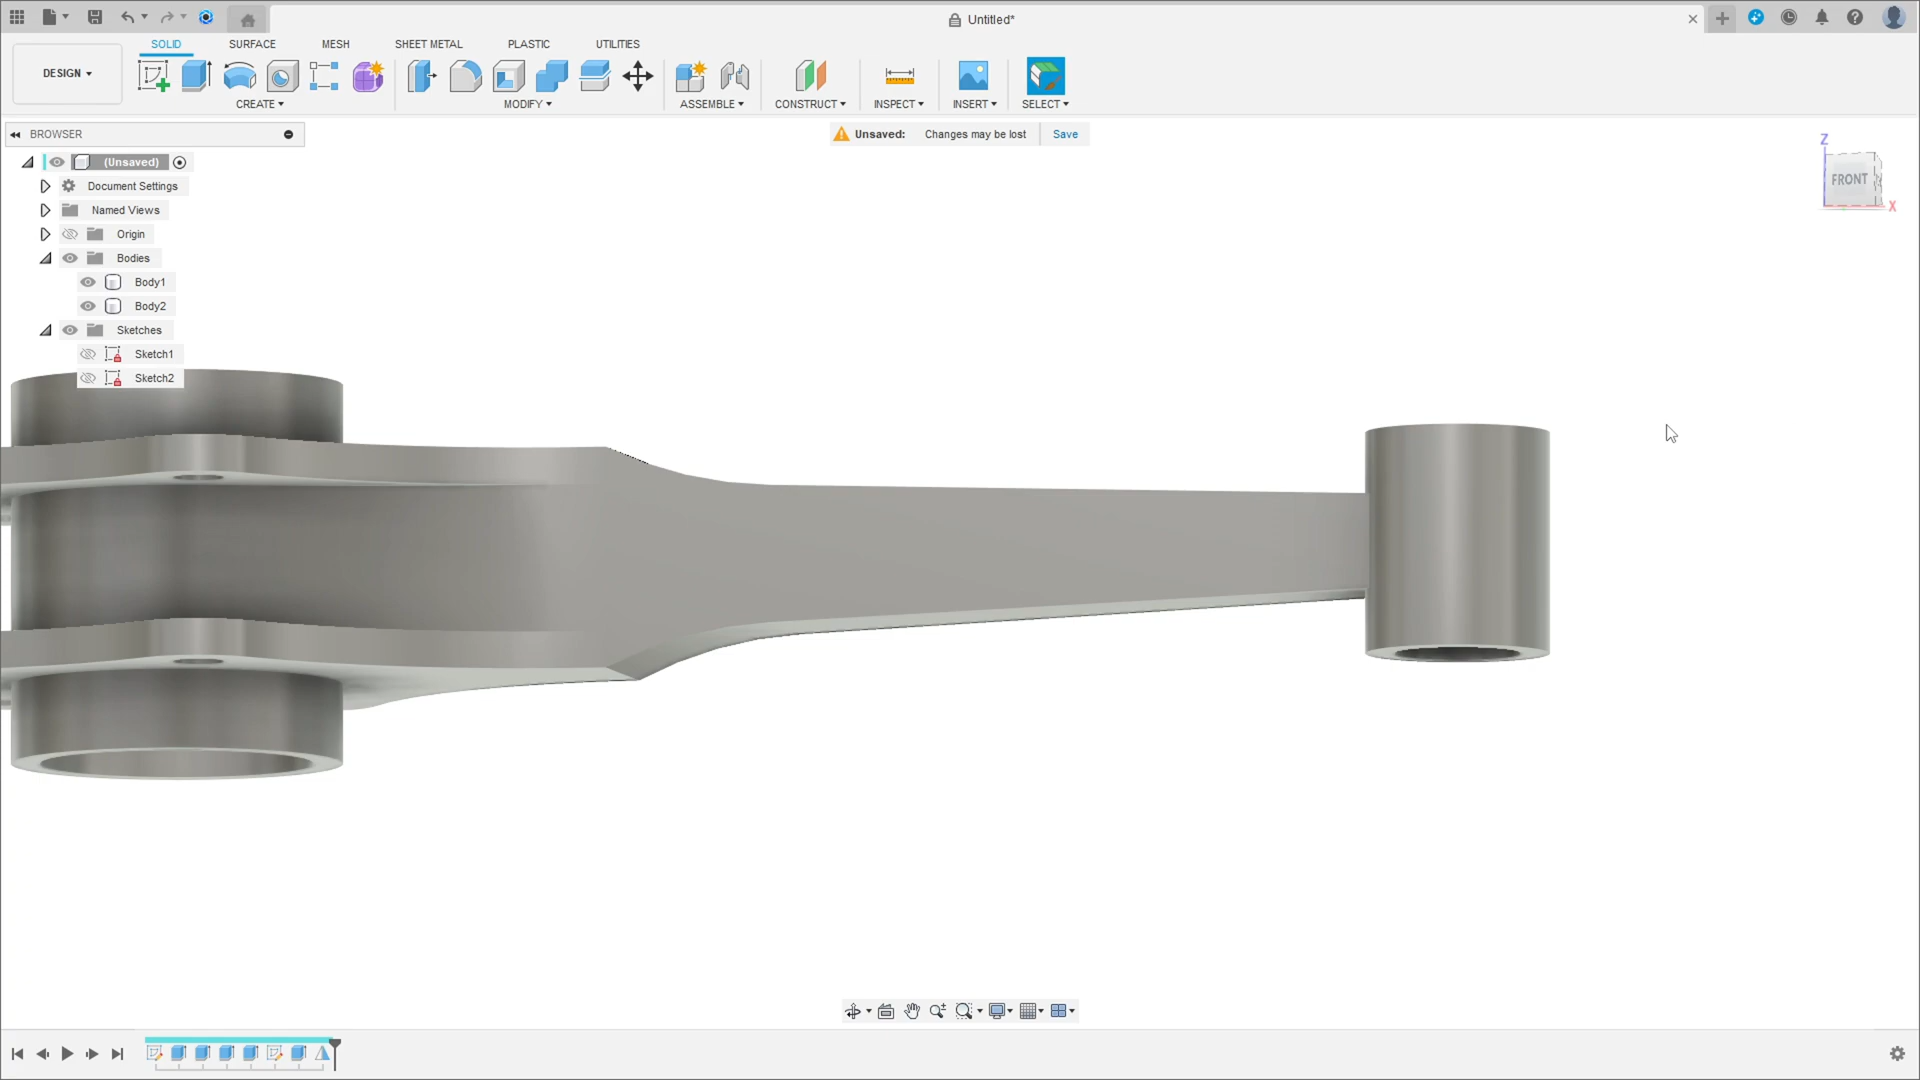 Untitled*
SOLID
SURFACE
MESH
SHEET METAL
PLASTIC
UTILITIES
DESIGN
CREATE
MODIFY
ASSEMBLE
CONSTRUCT
INSPECT
INSERT
SELECT
BROWSER
Unsaved: Changes may be lost Save
(Unsaved)
Document Settings
Named Views
Origin
Bodies
Body1
Body2
Sketches
Sketch1
Sketch2
Z
FRONT
X